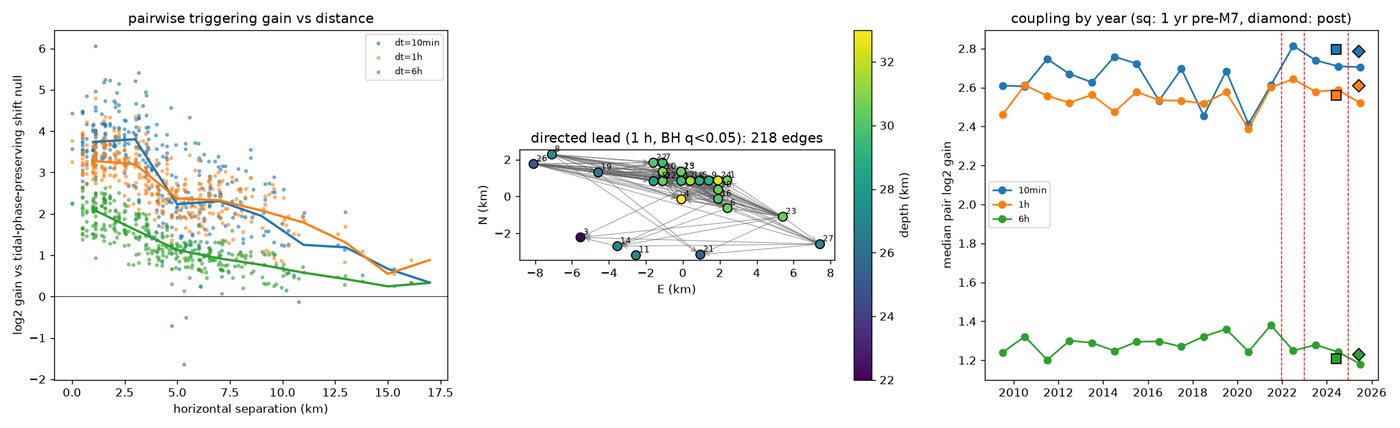 pairwise triggering gain vs distance
log2 gain vs tidal-phase-preserving shift null
6
5
4
3
2
1
0
−1
−2
dt=10min
dt=1h
dt=6h
0.0 2.5 5.0 7.5 10.0 12.5 15.0 17.5
horizontal separation (km)
directed lead (1 h, BH q<0.05): 218 edges
N (km)
2
0
−2
8
26
19
23
27
3
14
11
21
−8 −6 −4 −2 0 2 4 6 8
E (km)
32
30
28
26
24
22
depth (km)
coupling by year (sq: 1 yr pre-M7, diamond: post)
median pair log2 gain
2.8
2.6
2.4
2.2
2.0
1.8
1.6
1.4
1.2
10min
1h
6h
2010 2012 2014 2016 2018 2020 2022 2024 2026